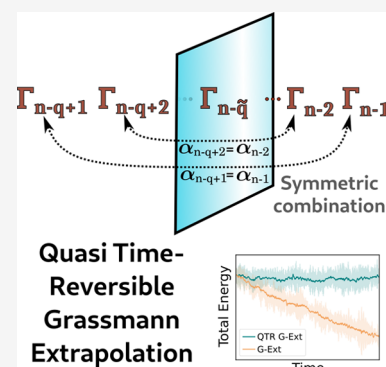 Γn-q+1 Γn-q+2 ··· Γn-q̃ ··· Γn-2 Γn-1
αn-q+2=αn-2
αn-q+1=αn-1
Symmetric
combination
Quasi Time-
Reversible
Grassmann
Extrapolation
Total Energy
QTR G-Ext
G-Ext
Time